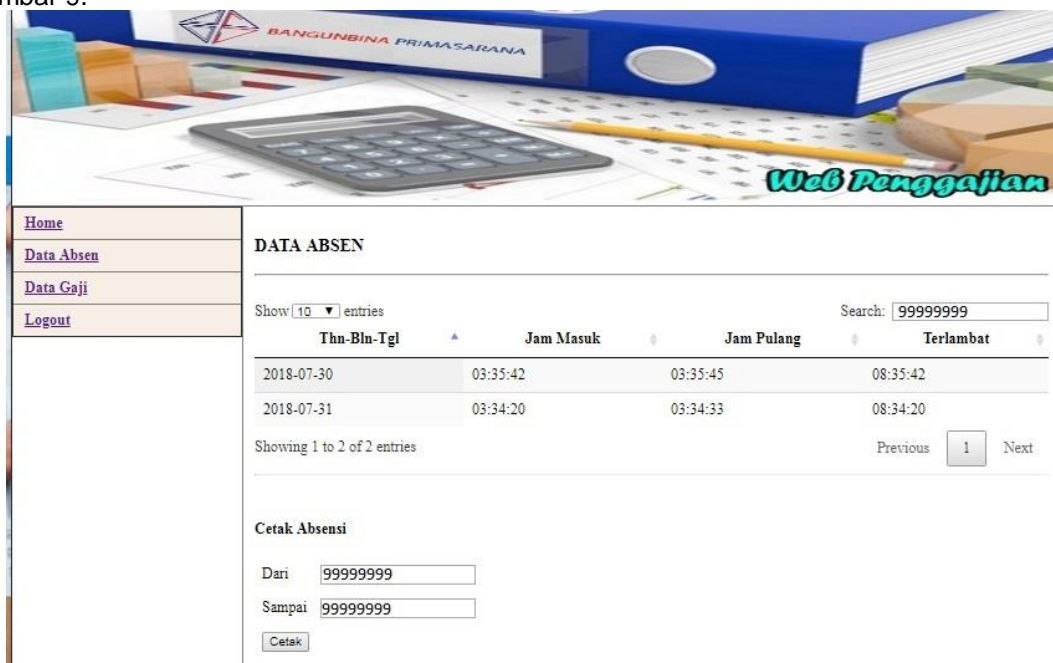 mbar 9.
BANGUNBINA PRIMASARANA
Web Penggajian
Home
Data Absen
Data Gaji
Logout
DATA ABSEN
Show 10 entries Search: 99999999
Thn-Bln-Tgl Jam Masuk Jam Pulang Terlambat
2018-07-30 03:35:42 03:35:45 08:35:42
2018-07-31 03:34:20 03:34:33 08:34:20
Showing 1 to 2 of 2 entries Previous 1 Next
Cetak Absensi
Dari 99999999
Sampai 99999999
Cetak